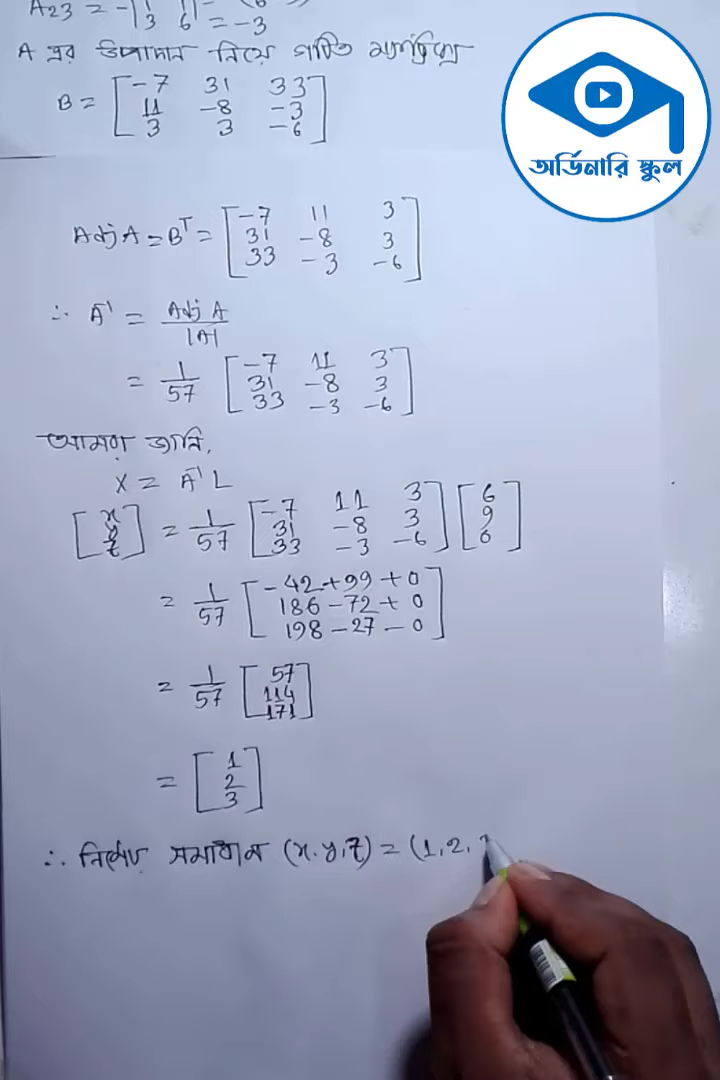 A₂₃ = -|1 1; 3 6| = -3
A এর উপাদান নিয়ে গঠিত ম্যাট্রিক্স
B = [-7 31 33; 11 -8 -3; 3 3 -6]
অর্ডিনারি স্কুল
Adj A = Bᵀ = [-7 11 3; 31 -8 3; 33 -3 -6]
∴ A⁻¹ = Adj A / |A|
= 1/57 [-7 11 3; 31 -8 3; 33 -3 -6]
আমরা জানি,
X = A⁻¹ L
[x; y; z] = 1/57 [-7 11 3; 31 -8 3; 33 -3 -6] [6; 9; 0]
= 1/57 [-42+99+0; 186-72+0; 198-27-0]
= 1/57 [57; 114; 171]
= [1; 2; 3]
∴ নির্ণেয় সমাধান (x, y, z) = (1, 2,